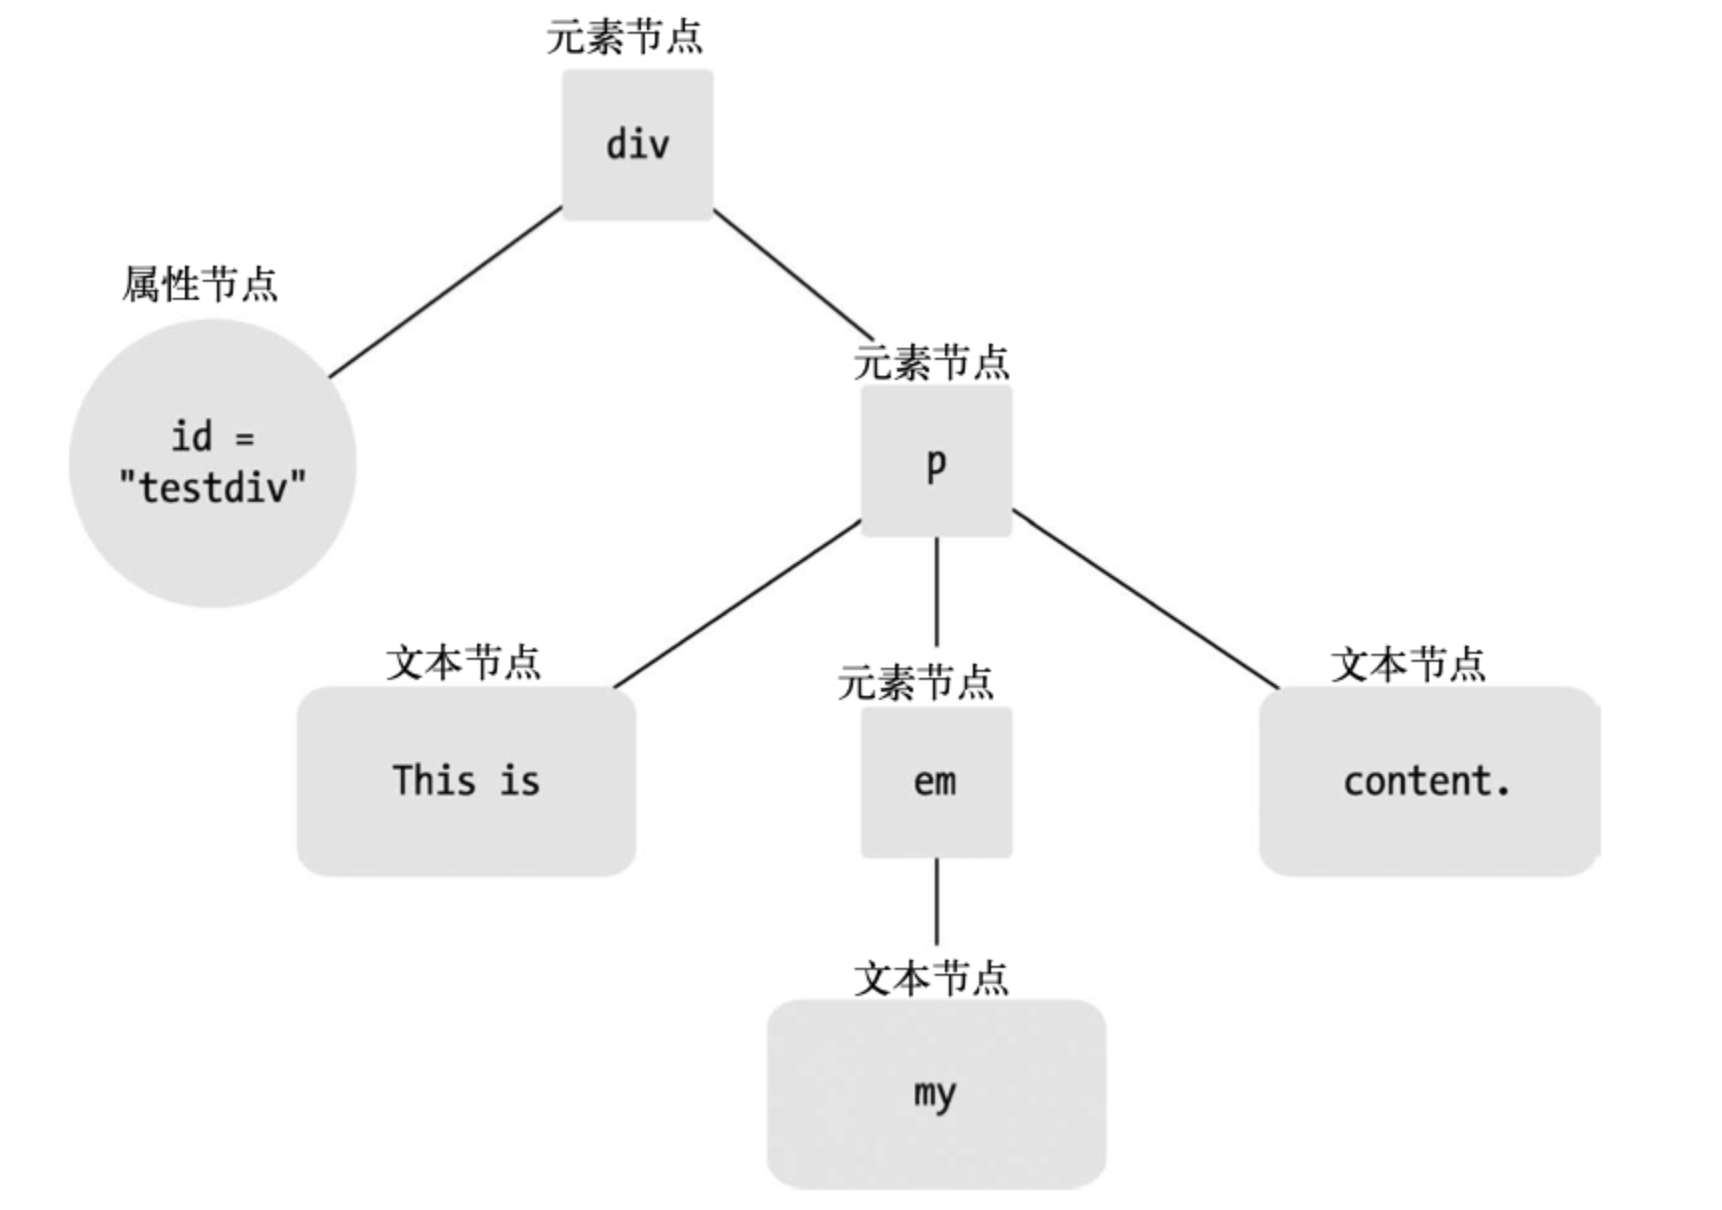 元素节点
div
属性节点
id =
"testdiv"
元素节点
p
文本节点
This is
元素节点
em
文本节点
content.
文本节点
my